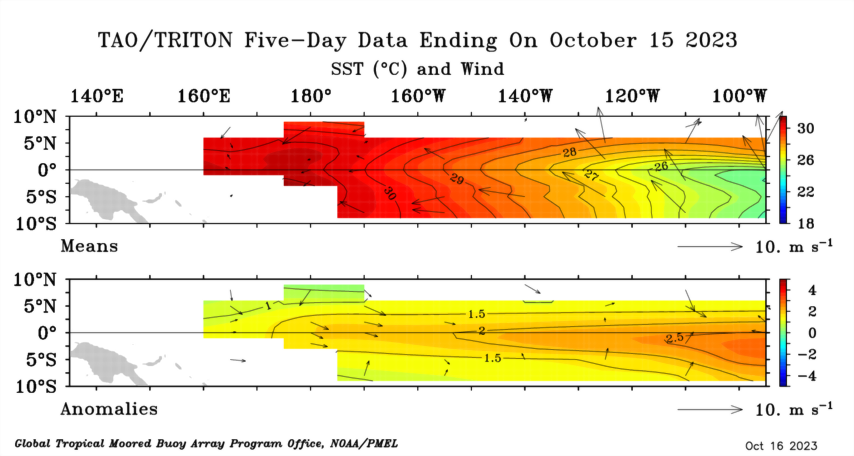 TAO/TRITON Five-Day Data Ending On October 15 2023
SST (°C) and Wind
140°E 160°E 180° 160°W 140°W 120°W 100°W
10°N
5°N
0°
5°S
10°S
28
26
27
29
30
30
28
26
24
22
20
18
Means
10. m s⁻¹
10°N
5°N
0°
5°S
10°S
1
1.5
2
2.5
1.5
4
2
0
−2
−4
Anomalies
10. m s⁻¹
Global Tropical Moored Buoy Array Program Office, NOAA/PMEL
Oct 16 2023